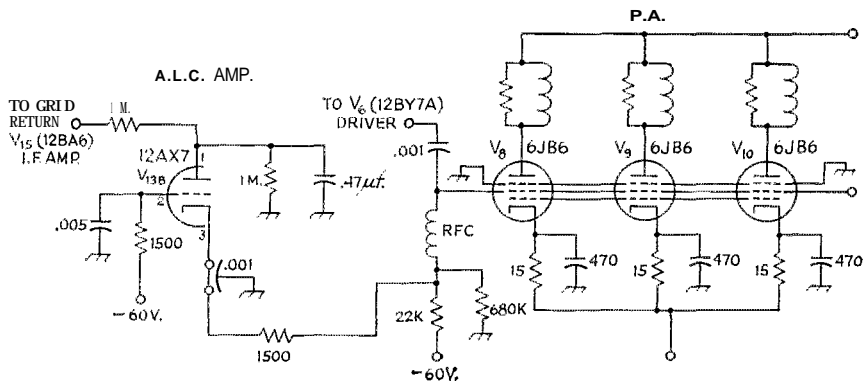 P.A.
A.L.C. AMP.
TO GRID
RETURN
V15 (12BA6)
I.F. AMP.
1 M.
TO V6 (12BY7A)
DRIVER
12AX7
V13B
1
2
3
1M.
.47µf.
.005
1500
-60V.
.001
1500
.001
RFC
22K
680K
-60V.
V8
6JB6
V9
6JB6
V10
6JB6
15
470
15
470
15
470